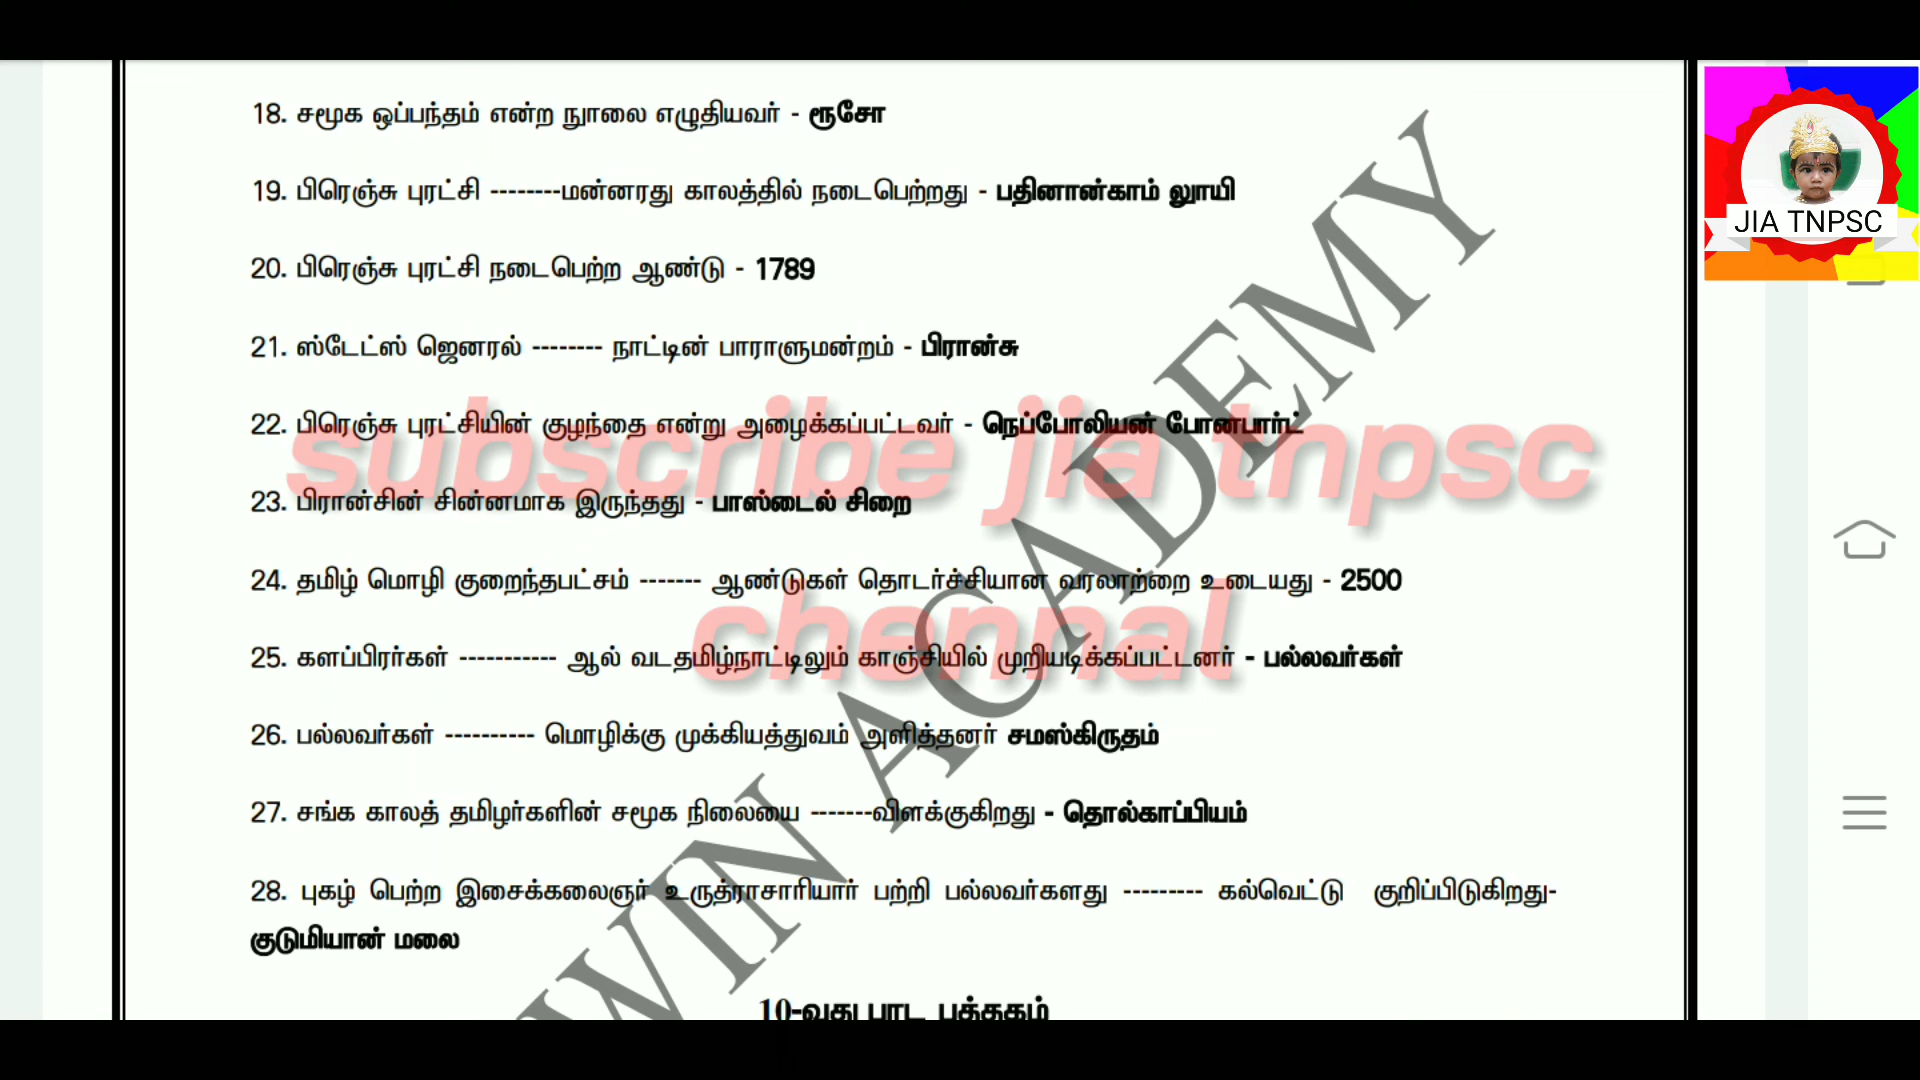 18. சமூக ஒப்பந்தம் என்ற நூலை எழுதியவர் - ரூசோ
19. பிரெஞ்சு புரட்சி --------மன்னரது காலத்தில் நடைபெற்றது - பதினான்காம் லூயி
20. பிரெஞ்சு புரட்சி நடைபெற்ற ஆண்டு - 1789
21. ஸ்டேட்ஸ் ஜெனரல் -------- நாட்டின் பாராளுமன்றம் - பிரான்சு
22. பிரெஞ்சு புரட்சியின் குழந்தை என்று அழைக்கப்பட்டவர் - நெப்போலியன் போனபார்ட்
23. பிரான்சின் சின்னமாக இருந்தது - பாஸ்டைல் சிறை
24. தமிழ் மொழி குறைந்தபட்சம் ------- ஆண்டுகள் தொடர்ச்சியான வரலாற்றை உடையது - 2500
25. களப்பிரர்கள் ----------- ஆல் வடதமிழ்நாட்டிலும் காஞ்சியில் முறியடிக்கப்பட்டனர் - பல்லவர்கள்
26. பல்லவர்கள் ---------- மொழிக்கு முக்கியத்துவம் அளித்தனர் சமஸ்கிருதம்
27. சங்க காலத் தமிழர்களின் சமூக நிலையை -------விளக்குகிறது - தொல்காப்பியம்
28. புகழ் பெற்ற இசைக்கலைஞர் உருத்ராசாரியார் பற்றி பல்லவர்களது --------- கல்வெட்டு குறிப்பிடுகிறது-
குடுமியான் மலை
10-வது பாட புத்தகம்
WIN ACADEMY
subscribe jia tnpsc
chennal
JIA TNPSC